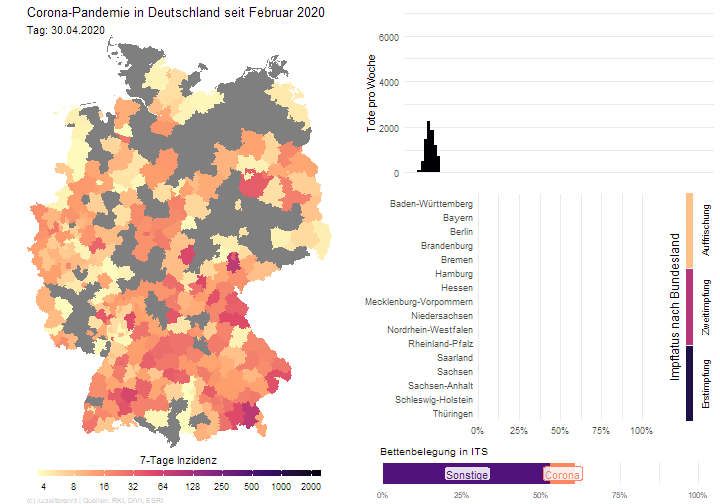 Corona-Pandemie in Deutschland seit Februar 2020
Tag: 30.04.2020
7-Tage Inzidenz
4 8 16 32 64 128 250 500 1000 2000
Quellen: RKI, DIVI, ESRI
Tote pro Woche
6000
4000
2000
0
Baden-Württemberg
Bayern
Berlin
Brandenburg
Bremen
Hamburg
Hessen
Mecklenburg-Vorpommern
Niedersachsen
Nordrhein-Westfalen
Rheinland-Pfalz
Saarland
Sachsen
Sachsen-Anhalt
Schleswig-Holstein
Thüringen
0% 25% 50% 75% 100%
Impfstatus nach Bundesland
Auffrischung
Zweitimpfung
Erstimpfung
Bettenbelegung in ITS
Sonstige
Corona
0% 25% 50% 75% 100%